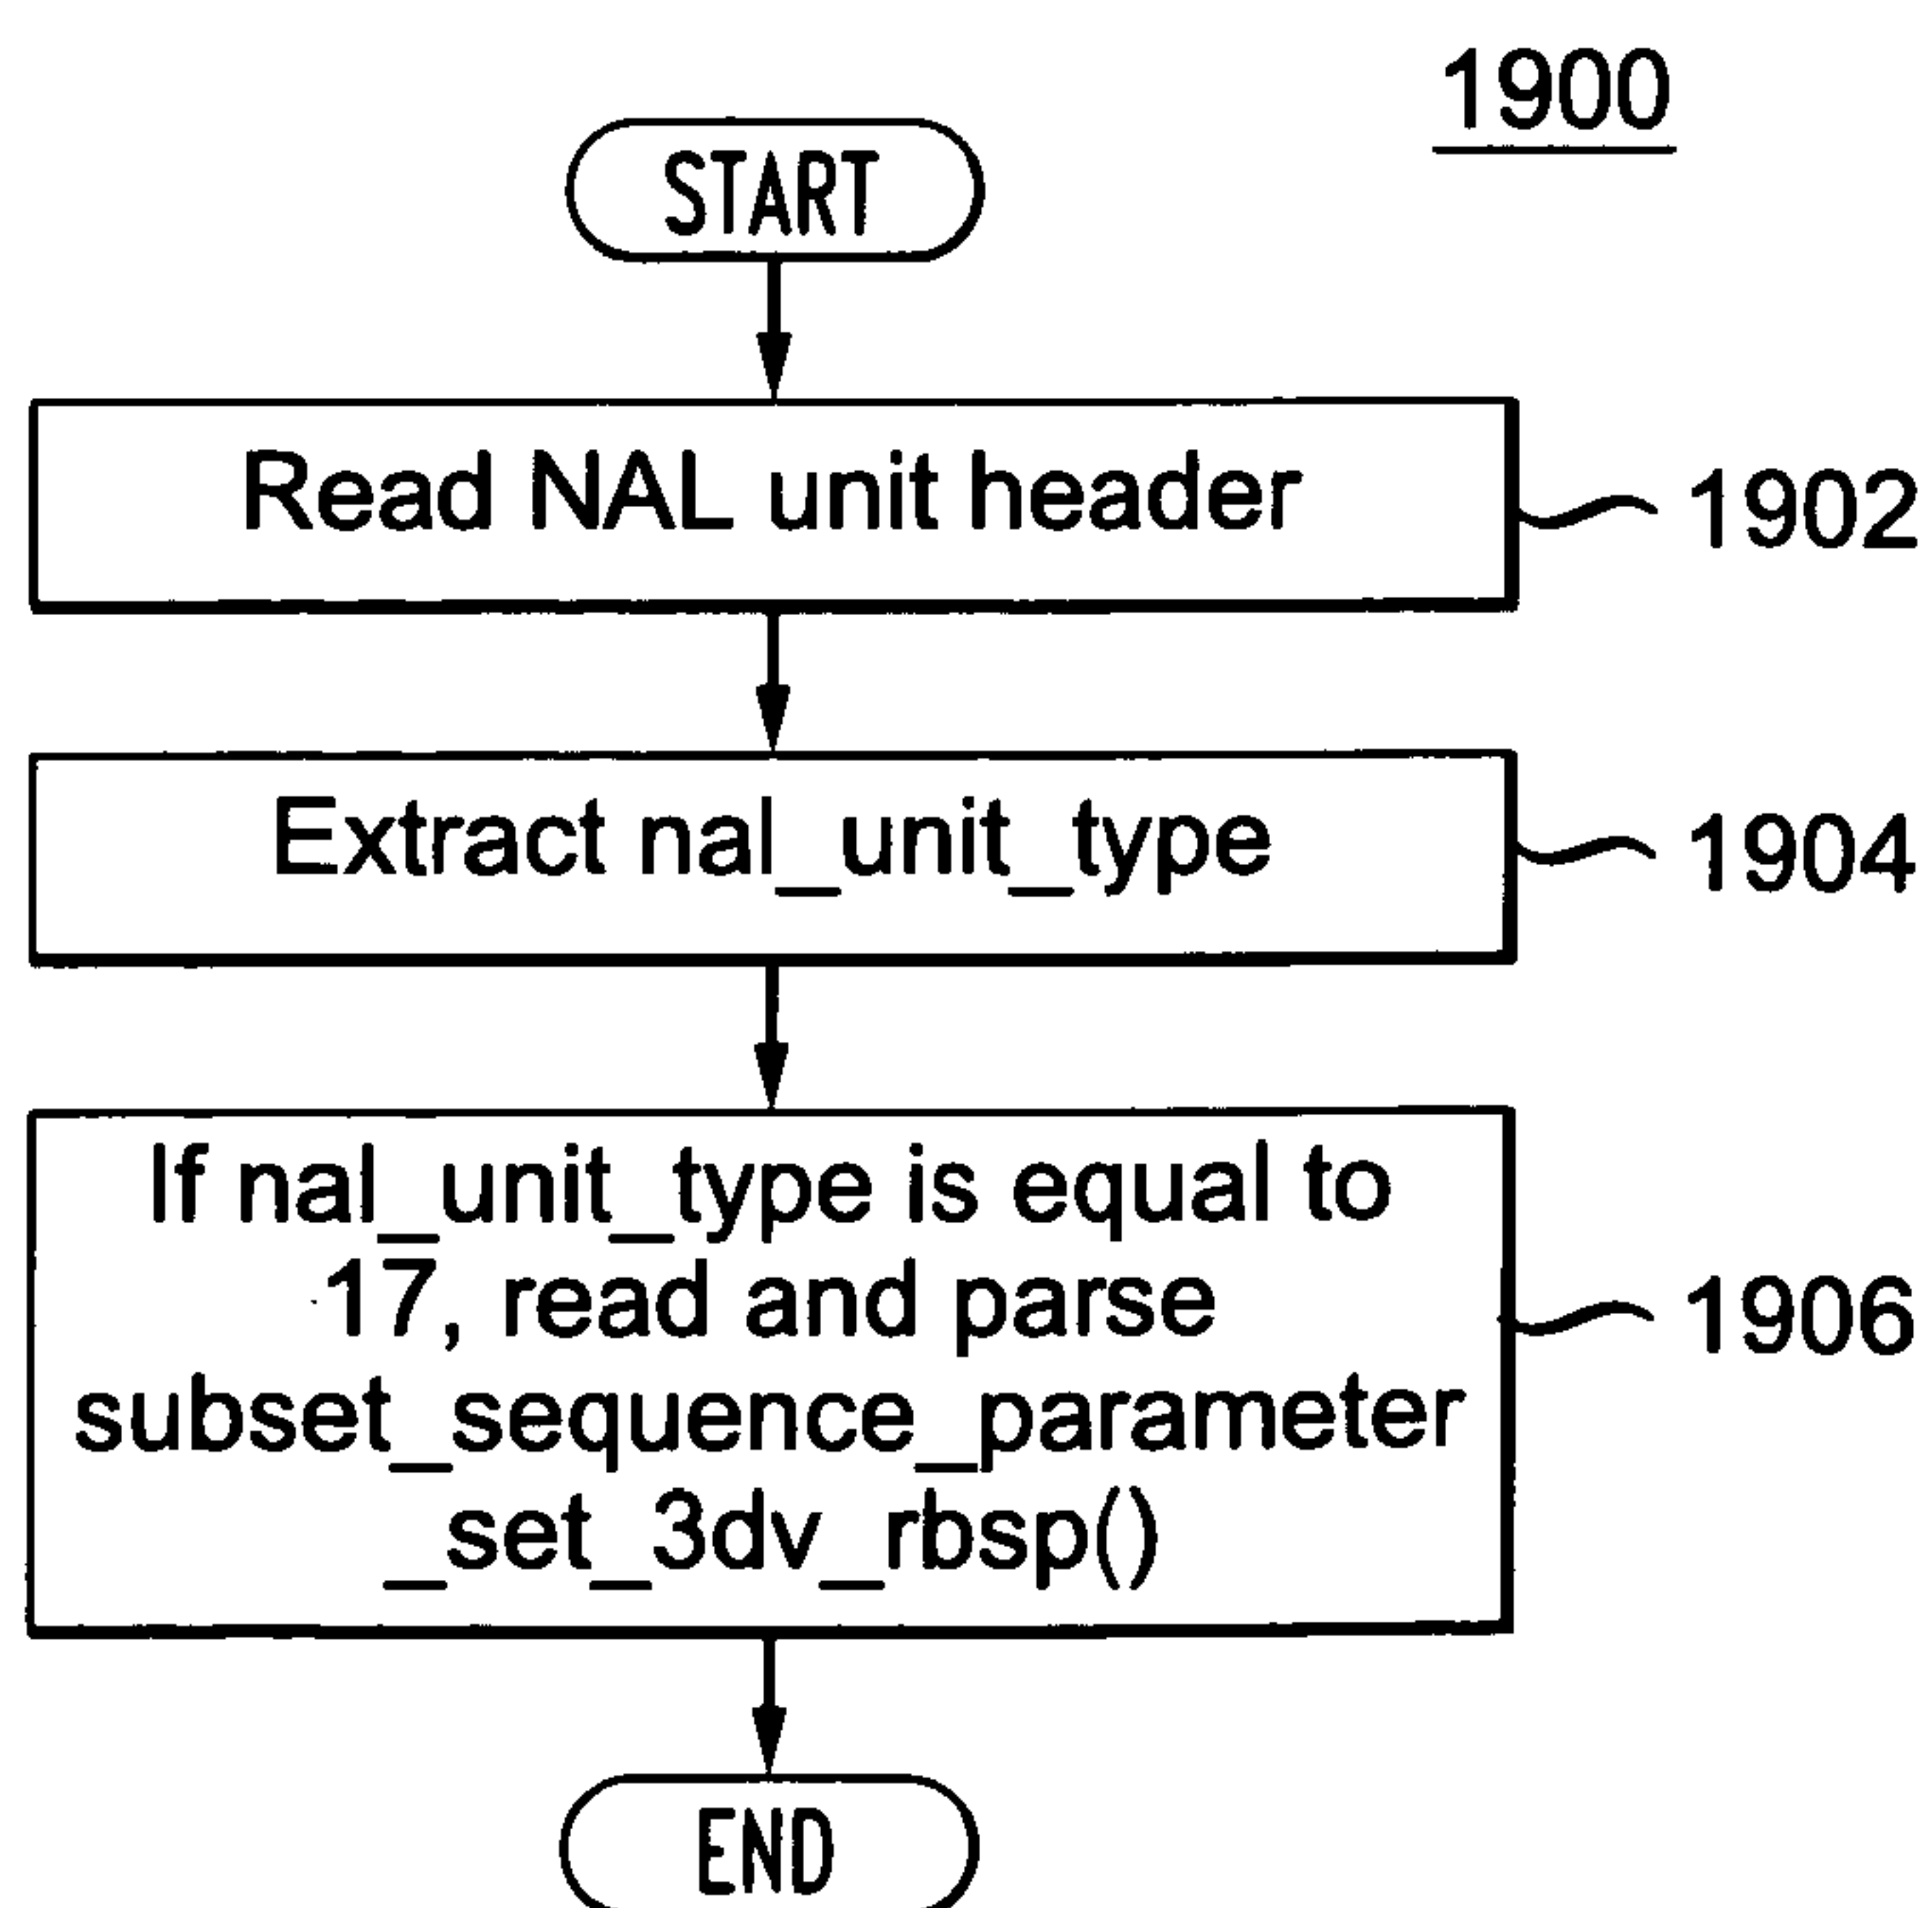 1900
START
Read NAL unit header
1902
Extract nal_unit_type
1904
If nal_unit_type is equal to
17, read and parse
subset_sequence_parameter
_set_3dv_rbsp()
1906
END